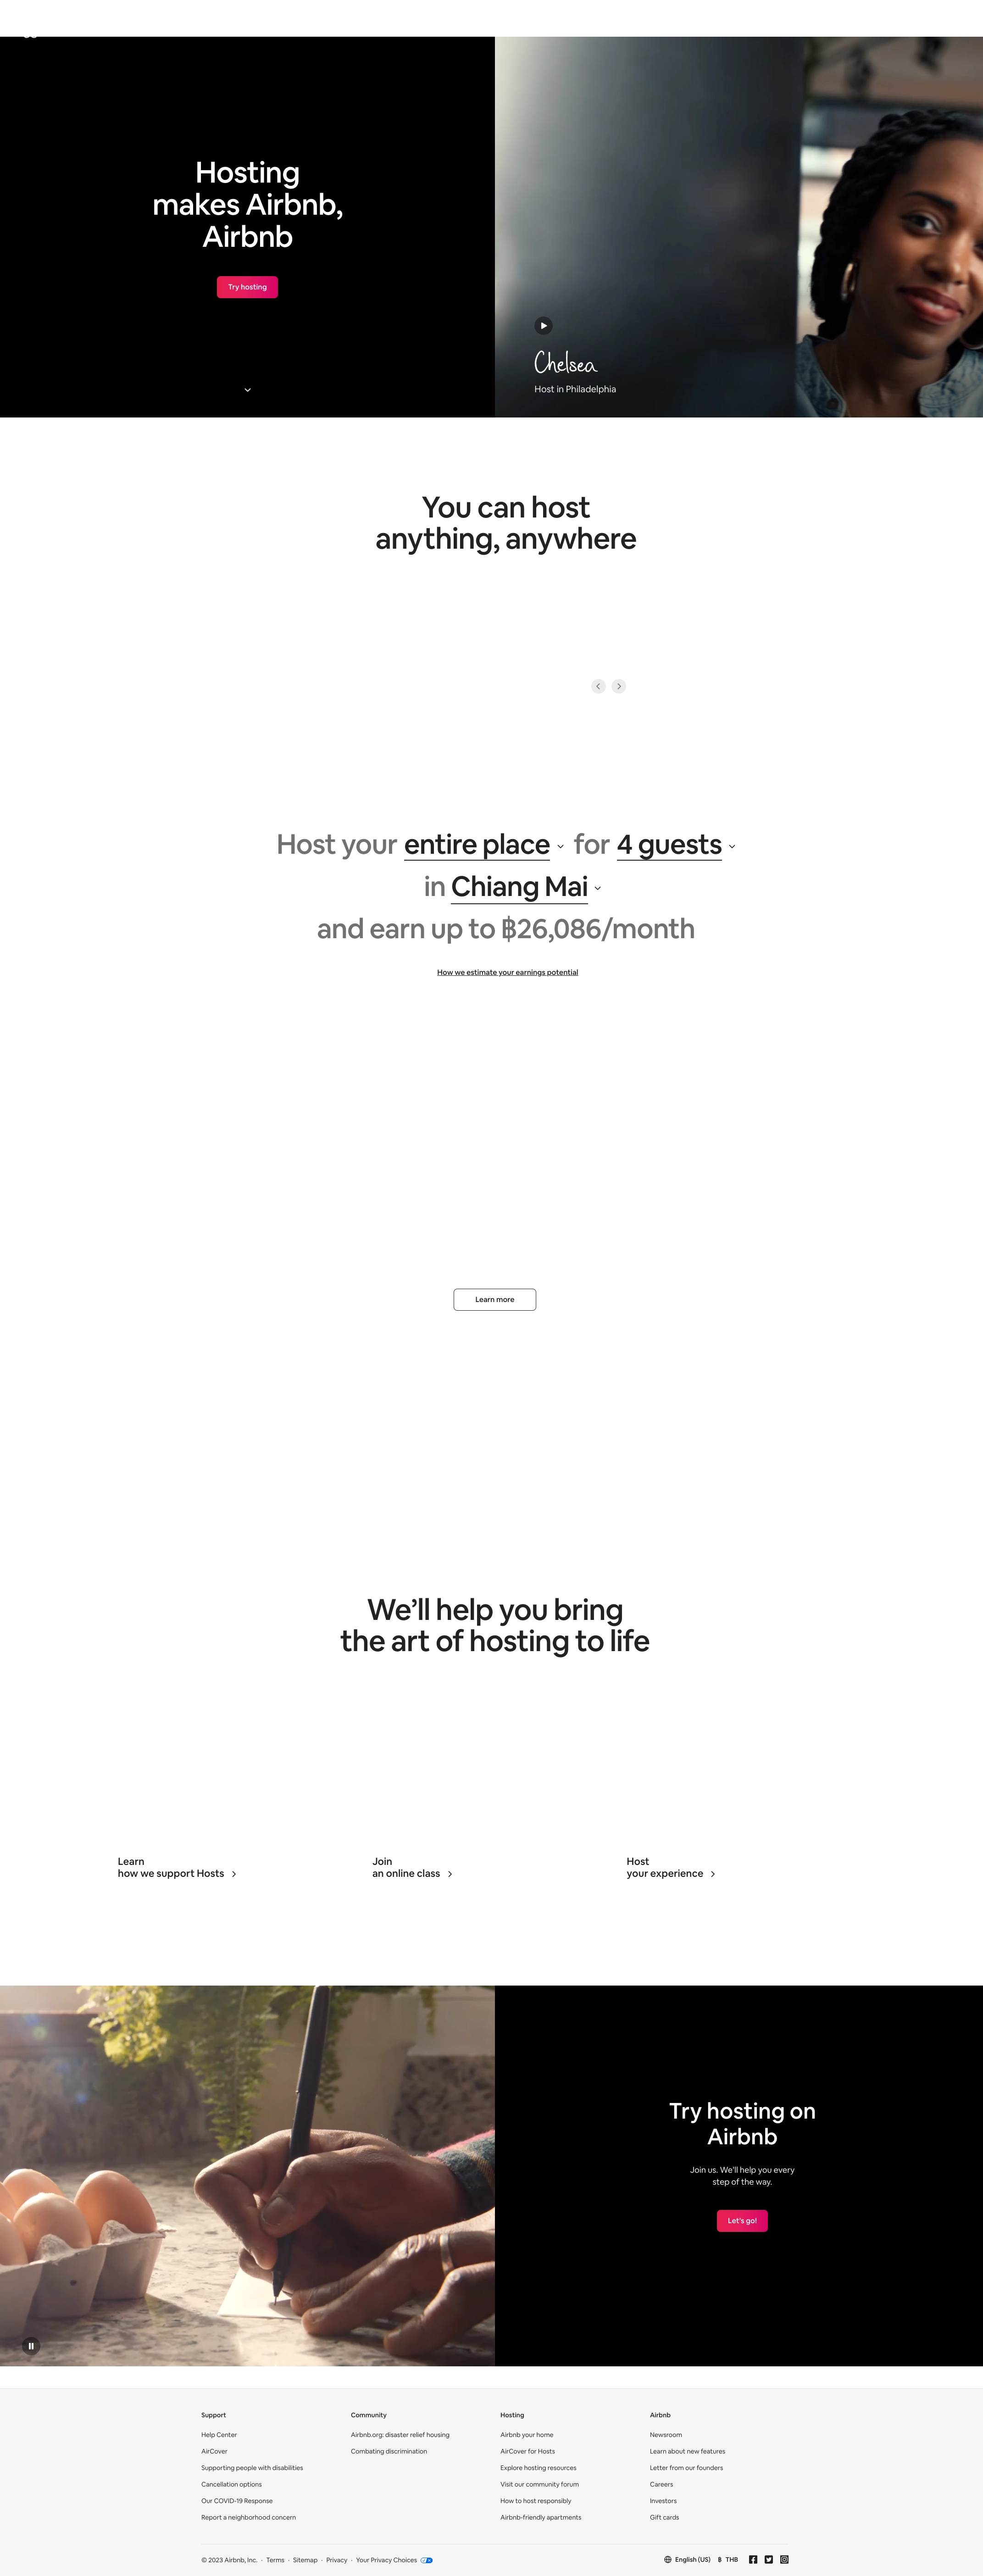 Hosting
makes Airbnb,
Airbnb
Try hosting
Chelsea
Host in Philadelphia
You can host
anything, anywhere
Host your entire place for 4 guests
in Chiang Mai
and earn up to ฿26,086/month
How we estimate your earnings potential
Learn more
We’ll help you bring
the art of hosting to life
Learn
how we support Hosts
Join
an online class
Host
your experience
Try hosting on
Airbnb
Join us. We’ll help you every
step of the way.
Let’s go!
Support
Help Center
AirCover
Supporting people with disabilities
Cancellation options
Our COVID-19 Response
Report a neighborhood concern
Community
Airbnb.org: disaster relief housing
Combating discrimination
Hosting
Airbnb your home
AirCover for Hosts
Explore hosting resources
Visit our community forum
How to host responsibly
Airbnb-friendly apartments
Airbnb
Newsroom
Learn about new features
Letter from our founders
Careers
Investors
Gift cards
© 2023 Airbnb, Inc. · Terms · Sitemap · Privacy · Your Privacy Choices
English (US) ฿ THB